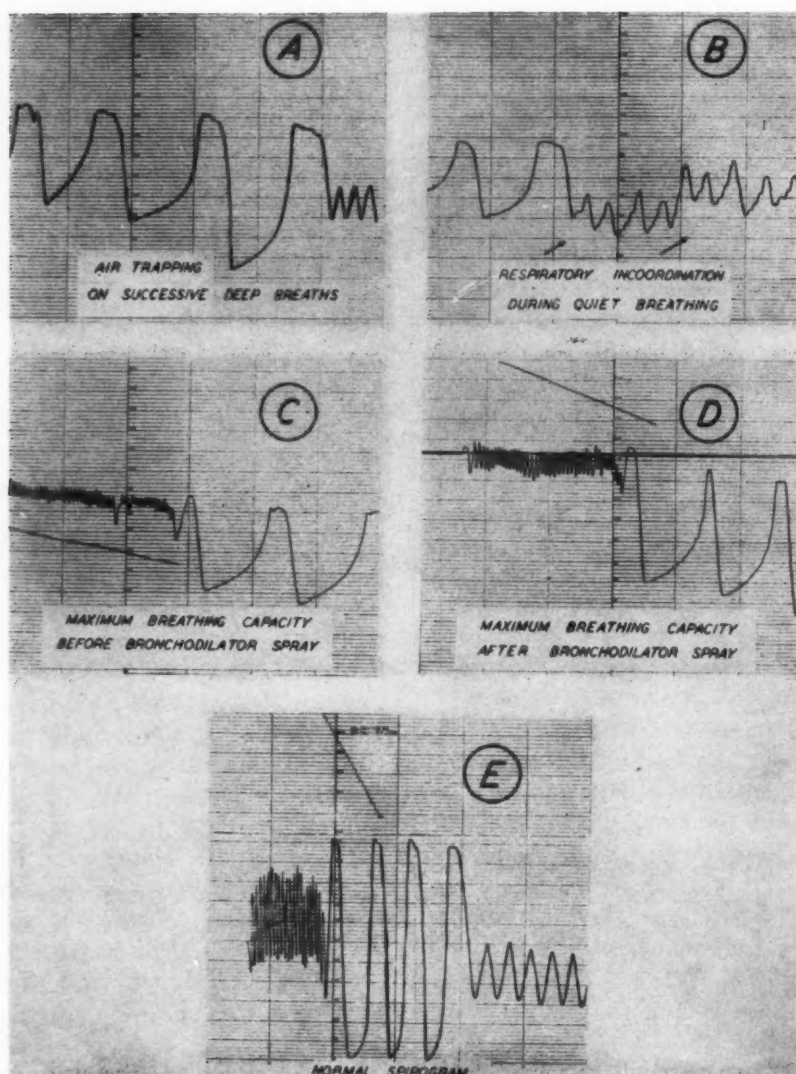 A
AIR TRAPPING
ON SUCCESSIVE DEEP BREATHS
B
RESPIRATORY INCOORDINATION
DURING QUIET BREATHING
C
MAXIMUM BREATHING CAPACITY
BEFORE BRONCHODILATOR SPRAY
D
MAXIMUM BREATHING CAPACITY
AFTER BRONCHODILATOR SPRAY
E
NORMAL SPIROGRAM